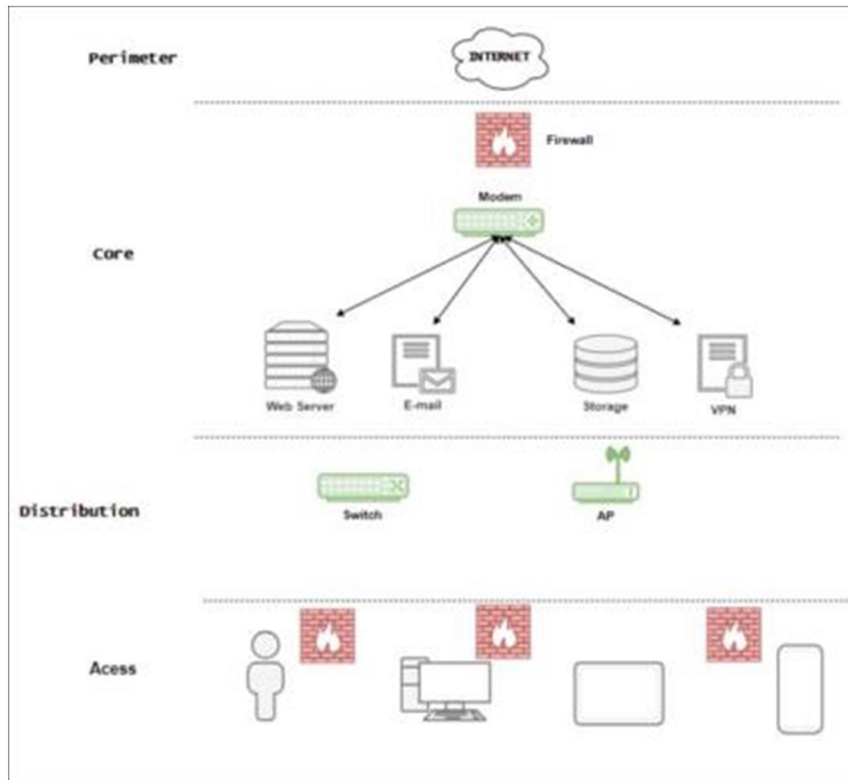 Perimeter
INTERNET
Firewall
Modem
Core
Web Server
E-mail
Storage
VPN
Distribution
Switch
AP
Acess